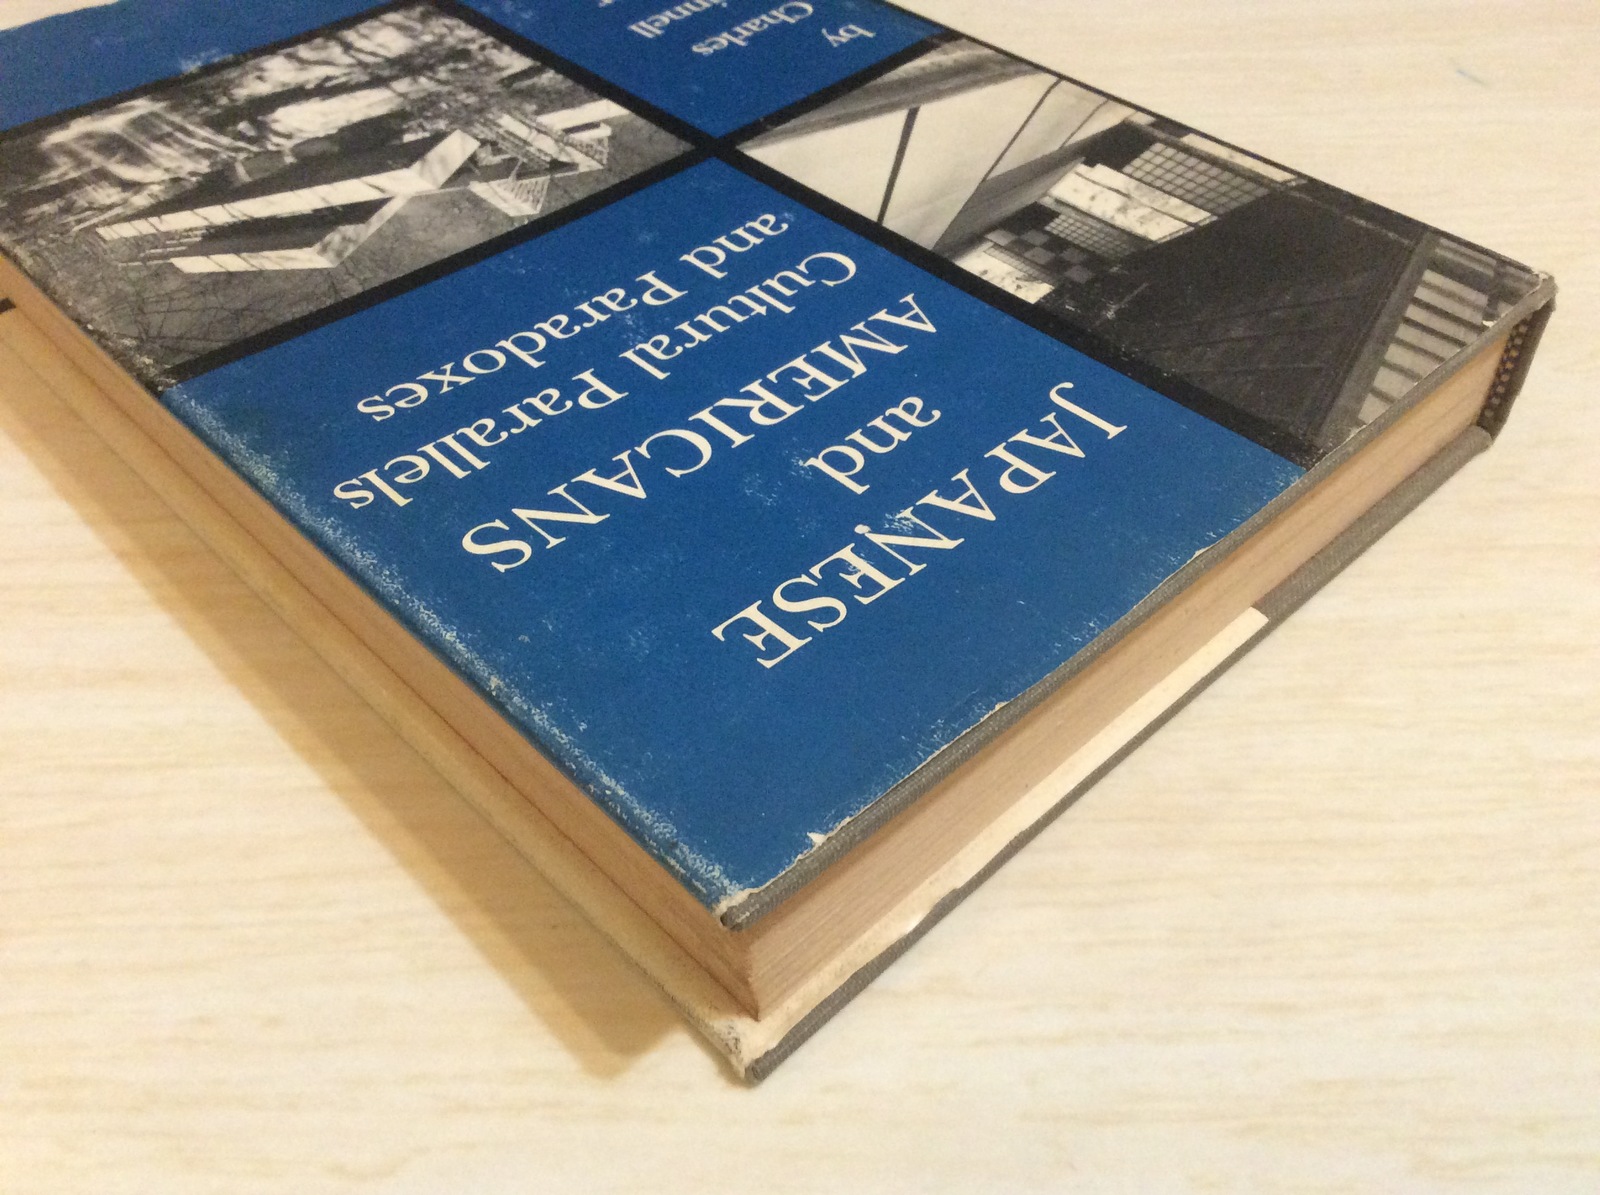 JAPANESE
and
AMERICANS
Cultural Parallels
and Paradoxes
by
Charles